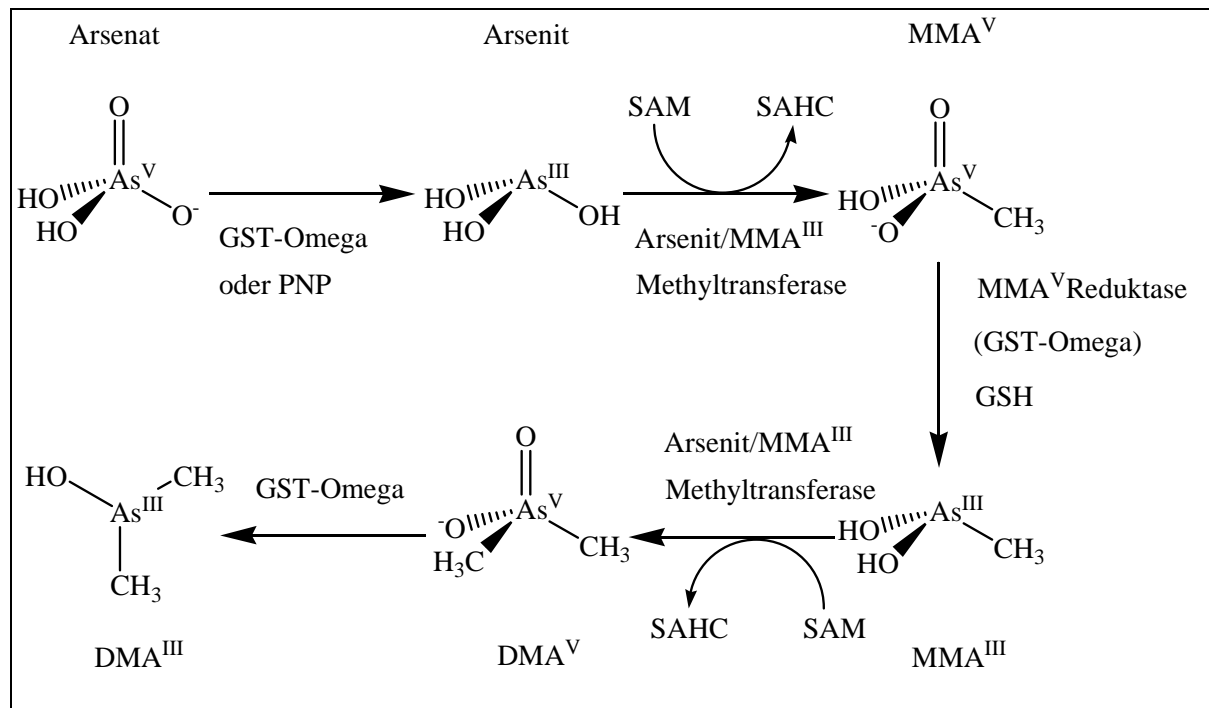 Arsenat
Arsenit
MMA^V
O
As^V
HO
HO
O-
GST-Omega
oder PNP
As^III
HO
HO
OH
SAM
SAHC
Arsenit/MMA^III
Methyltransferase
O
As^V
HO
-O
CH3
MMA^V Reduktase
(GST-Omega)
GSH
As^III
HO
HO
CH3
MMA^III
Arsenit/MMA^III
Methyltransferase
SAHC
SAM
O
As^V
-O
H3C
CH3
DMA^V
GST-Omega
HO
As^III
CH3
CH3
DMA^III